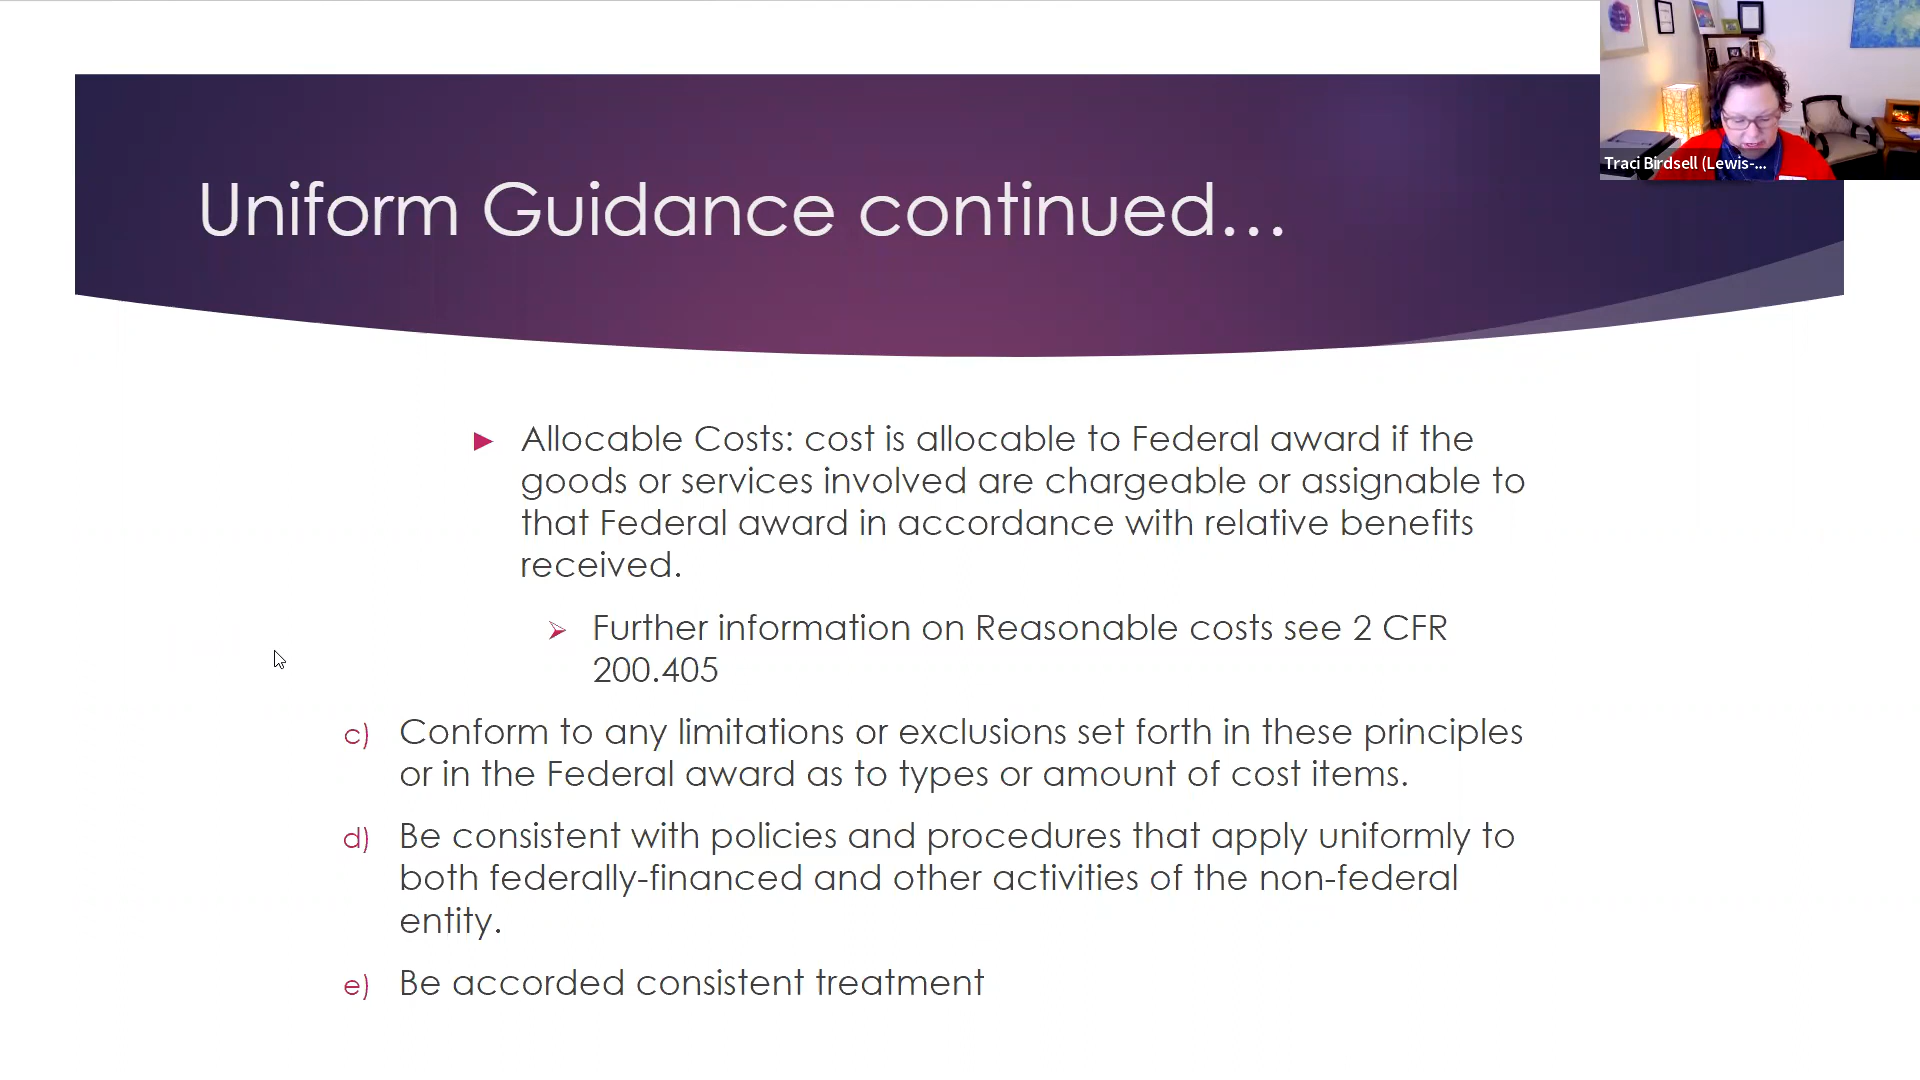 Traci Birdsell (Lewis-...
Uniform Guidance continued...
Allocable Costs: cost is allocable to Federal award if the
goods or services involved are chargeable or assignable to
that Federal award in accordance with relative benefits
received.
Further information on Reasonable costs see 2 CFR
200.405
c) Conform to any limitations or exclusions set forth in these principles
or in the Federal award as to types or amount of cost items.
d) Be consistent with policies and procedures that apply uniformly to
both federally-financed and other activities of the non-federal
entity.
e) Be accorded consistent treatment